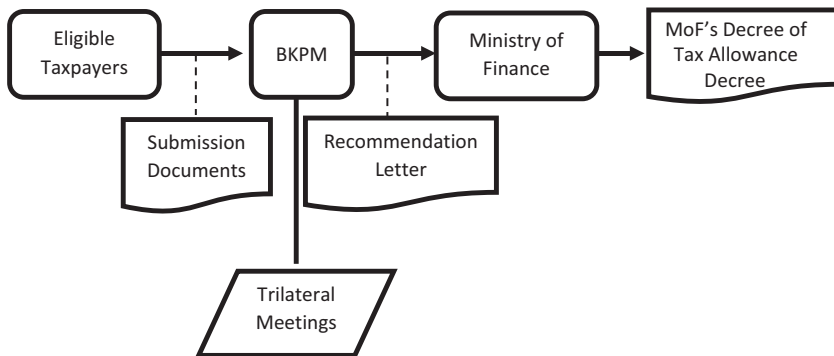 Eligible
Taxpayers
BKPM
Ministry of
Finance
MoF's Decree of
Tax Allowance
Decree
Submission
Documents
Recommendation
Letter
Trilateral
Meetings